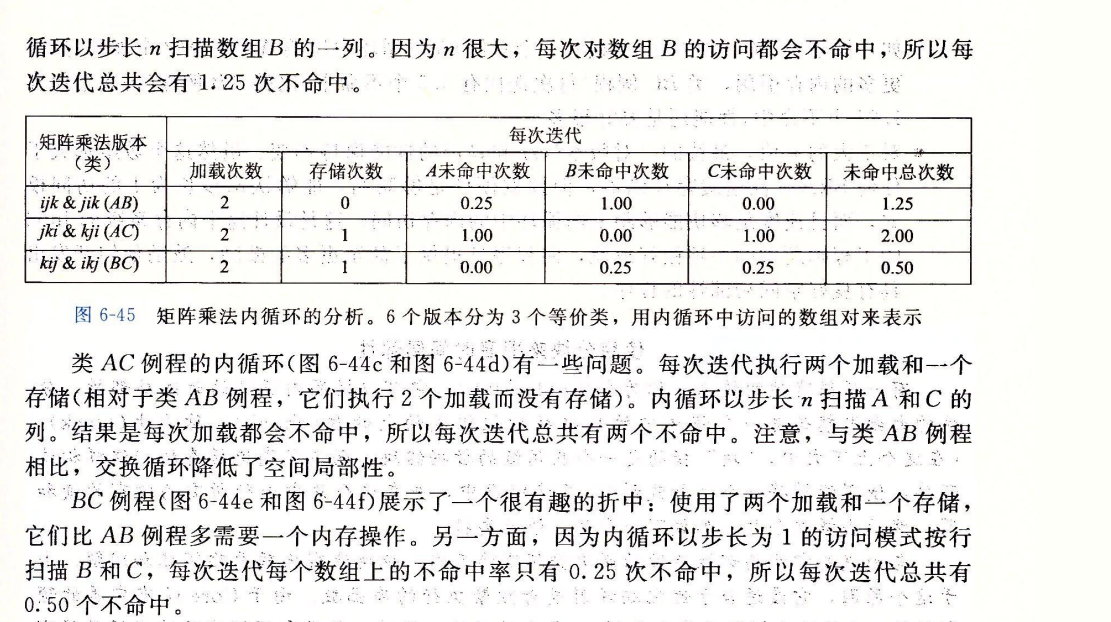 循环以步长 n 扫描数组 B 的一列。因为 n 很大，每次对数组 B 的访问都会不命中，所以每
次迭代总共会有 1.25 次不命中。
矩阵乘法版本（类） 每次迭代
加载次数 存储次数 A未命中次数 B未命中次数 C未命中次数 未命中总次数
ijk & jik (AB) 2 0 0.25 1.00 0.00 1.25
jki & kji (AC) 2 1 1.00 0.00 1.00 2.00
kij & ikj (BC) 2 1 0.00 0.25 0.25 0.50
图 6-45 矩阵乘法内循环的分析。6 个版本分为 3 个等价类，用内循环中访问的数组对来表示
类 AC 例程的内循环(图 6-44c 和图 6-44d)有一些问题。每次迭代执行两个加载和一个
存储(相对于类 AB 例程，它们执行 2 个加载而没有存储)。内循环以步长 n 扫描 A 和 C 的
列。结果是每次加载都会不命中，所以每次迭代总共有两个不命中。注意，与类 AB 例程
相比，交换循环降低了空间局部性。
BC 例程(图 6-44e 和图 6-44f)展示了一个很有趣的折中：使用了两个加载和一个存储，
它们比 AB 例程多需要一个内存操作。另一方面，因为内循环以步长为 1 的访问模式按行
扫描 B 和 C，每次迭代每个数组上的不命中率只有 0.25 次不命中，所以每次迭代总共有
0.50 个不命中。